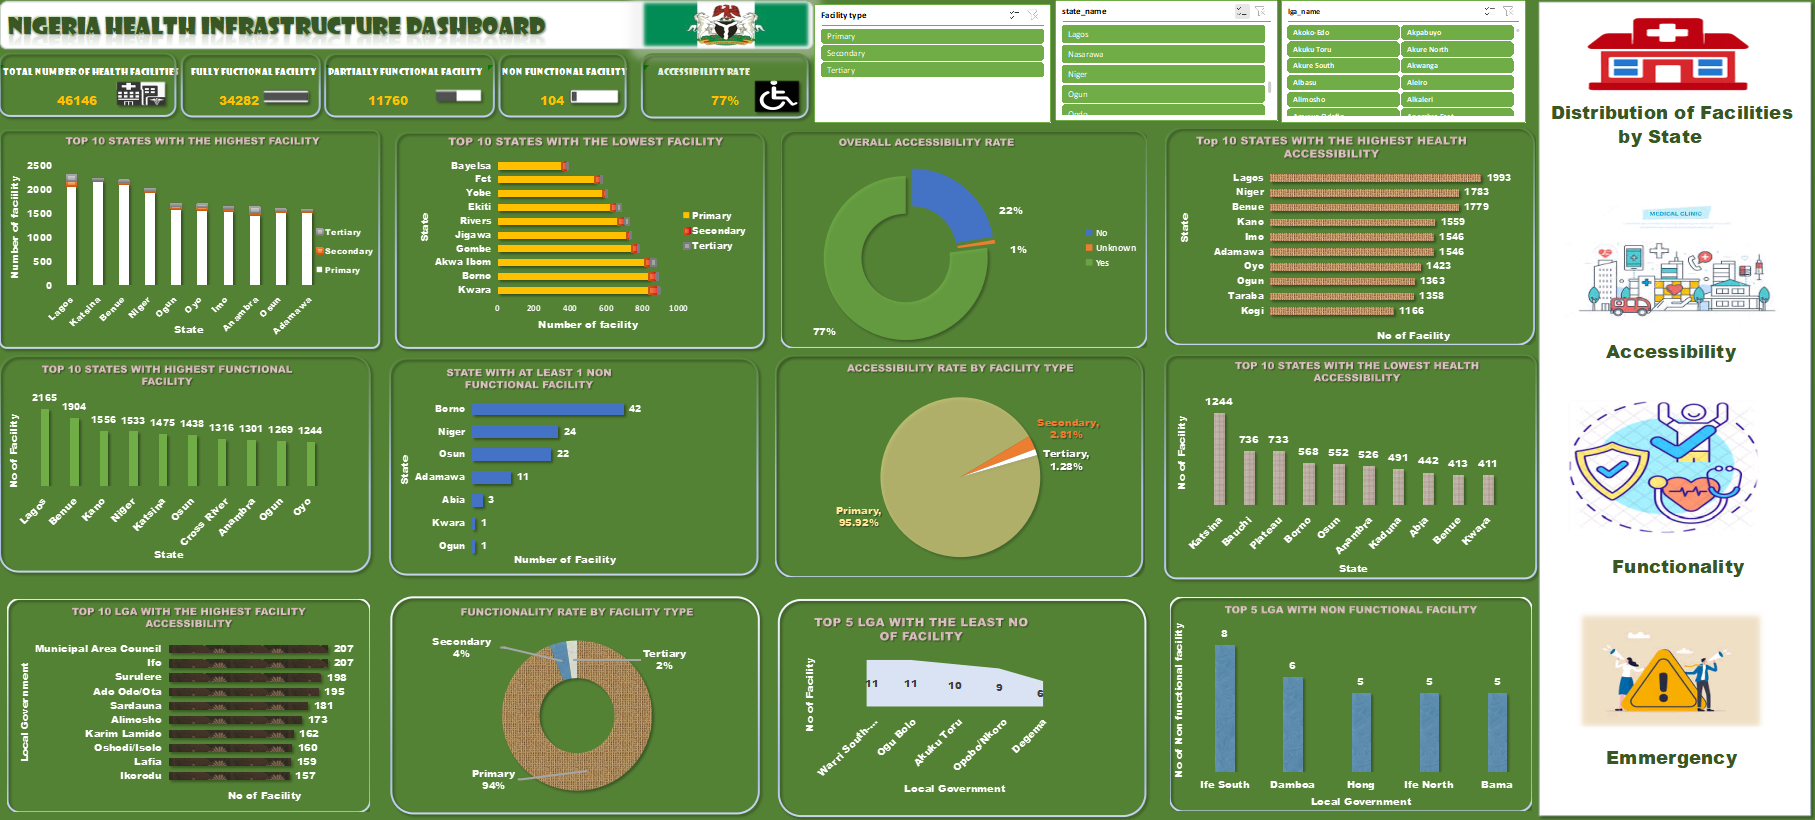 NIGERIA HEALTH INFRASTRUCTURE DASHBOARD
Facility type
Primary
Secondary
Tertiary
state_name
Lagos
Nasarawa
Niger
Ogun
Ondo
lga_name
Akoko-Edo
Akpabuyo
Akuku Toru
Akure North
Akure South
Akwanga
Albasu
Aleiro
Alimosho
Alkaleri
TOTAL NUMBER OF HEALTH FACILITIES
46146
FULLY FUCTIONAL FACILITY
34282
PARTIALLY FUNCTIONAL FACILITY
11760
NON FUNCTIONAL FACILITY
104
ACCESSIBILITY RATE
77%
Distribution of Facilities
by State
MEDICAL CLINIC
Accessibility
Functionality
Emmergency
TOP 10 STATES WITH THE HIGHEST FACILITY
Number of facility
2500
2000
1500
1000
500
0
Lagos
Katsina
Benue
Niger
Ogun
Oyo
Imo
Anambra
Osun
Adamawa
State
Tertiary
Secondary
Primary
TOP 10 STATES WITH THE LOWEST FACILITY
State
Bayelsa
Fct
Yobe
Ekiti
Rivers
Jigawa
Gombe
Akwa Ibom
Borno
Kwara
0 200 400 600 800 1000
Number of facility
Primary
Secondary
Tertiary
OVERALL ACCESSIBILITY RATE
22%
1%
77%
No
Unknown
Yes
Top 10 STATES WITH THE HIGHEST HEALTH
ACCESSIBILITY
State
Lagos 1993
Niger 1783
Benue 1779
Kano 1559
Imo 1546
Adamawa 1546
Oyo 1423
Ogun 1363
Taraba 1358
Kogi 1166
No of Facility
TOP 10 STATES WITH HIGHEST FUNCTIONAL
FACILITY
No of Facility
2165 1904 1556 1533 1475 1438 1316 1301 1269 1244
Lagos
Benue
Kano
Niger
Katsina
Osun
Cross River
Anambra
Ogun
Oyo
State
STATE WITH AT LEAST 1 NON
FUNCTIONAL FACILITY
State
Borno 42
Niger 24
Osun 22
Adamawa 11
Abia 3
Kwara 1
Ogun 1
Number of Facility
ACCESSIBILITY RATE BY FACILITY TYPE
Secondary,
2.81%
Tertiary,
1.28%
Primary,
95.92%
TOP 10 STATES WITH THE LOWEST HEALTH
ACCESSIBILITY
No of Facility
1244 736 733 568 552 526 491 442 413 411
Katsina
Bauchi
Plateau
Borno
Osun
Anambra
Kaduna
Abia
Benue
Kwara
State
TOP 10 LGA WITH THE HIGHEST FACILITY
ACCESSIBILITY
Local Government
Municipal Area Council 207
Ifo 207
Surulere 198
Ado Odo/Ota 195
Sardauna 181
Alimosho 173
Karim Lamido 162
Oshodi/Isolo 160
Lafia 159
Ikorodu 157
No of Facility
FUNCTIONALITY RATE BY FACILITY TYPE
Secondary
4%
Tertiary
2%
Primary
94%
TOP 5 LGA WITH THE LEAST NO
OF FACILITY
No of Facility
11 11 10 9 6
Warri South...
Ogu Bolo
Akuku Toru
Opobo/Nkoro
Degema
Local Government
TOP 5 LGA WITH NON FUNCTIONAL FACILITY
No of Non functional facility
8 6 5 5 5
Ife South
Damboa
Hong
Ife North
Bama
Local Government